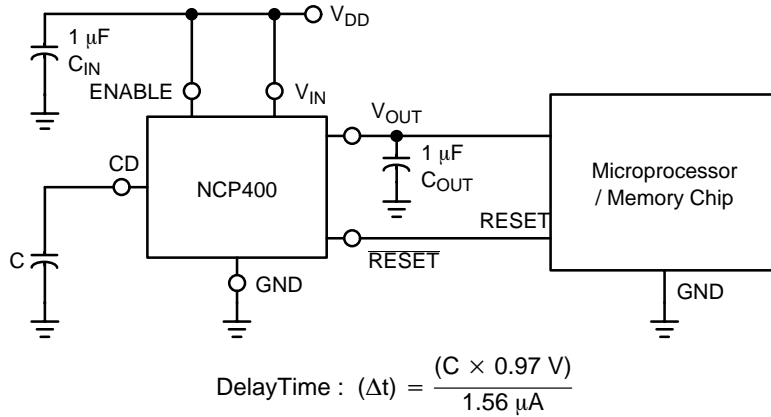 V_DD
1 μF
C_IN
ENABLE
V_IN
V_OUT
CD
1 μF
C_OUT
NCP400
Microprocessor
/ Memory Chip
RESET
C
RESET
GND
GND
DelayTime : (Δt) = (C × 0.97 V) / 1.56 μA